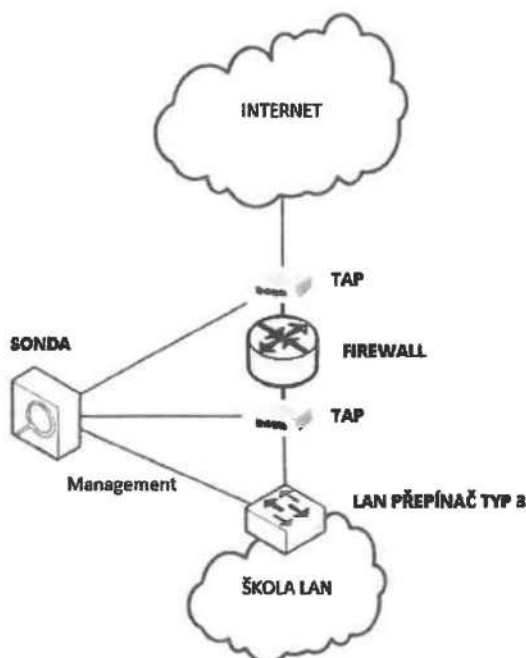 INTERNET
TAP
SONDA
FIREWALL
TAP
Management
LAN PŘEPÍNAČ TYP 3
ŠKOLA LAN